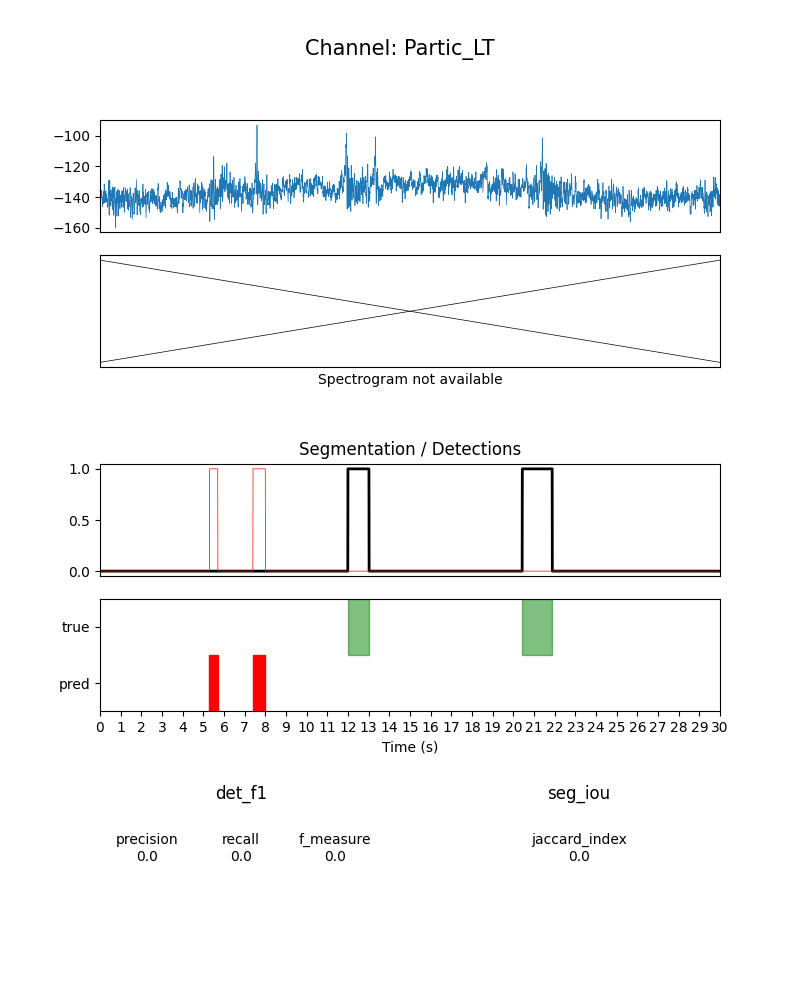 Channel: Partic_LT
−100
−120
−140
−160
Spectrogram not available
Segmentation / Detections
1.0
0.5
0.0
true
pred
0 1 2 3 4 5 6 7 8 9 10 11 12 13 14 15 16 17 18 19 20 21 22 23 24 25 26 27 28 29 30
Time (s)
det_f1 seg_iou
precision recall f_measure jaccard_index
0.0 0.0 0.0 0.0